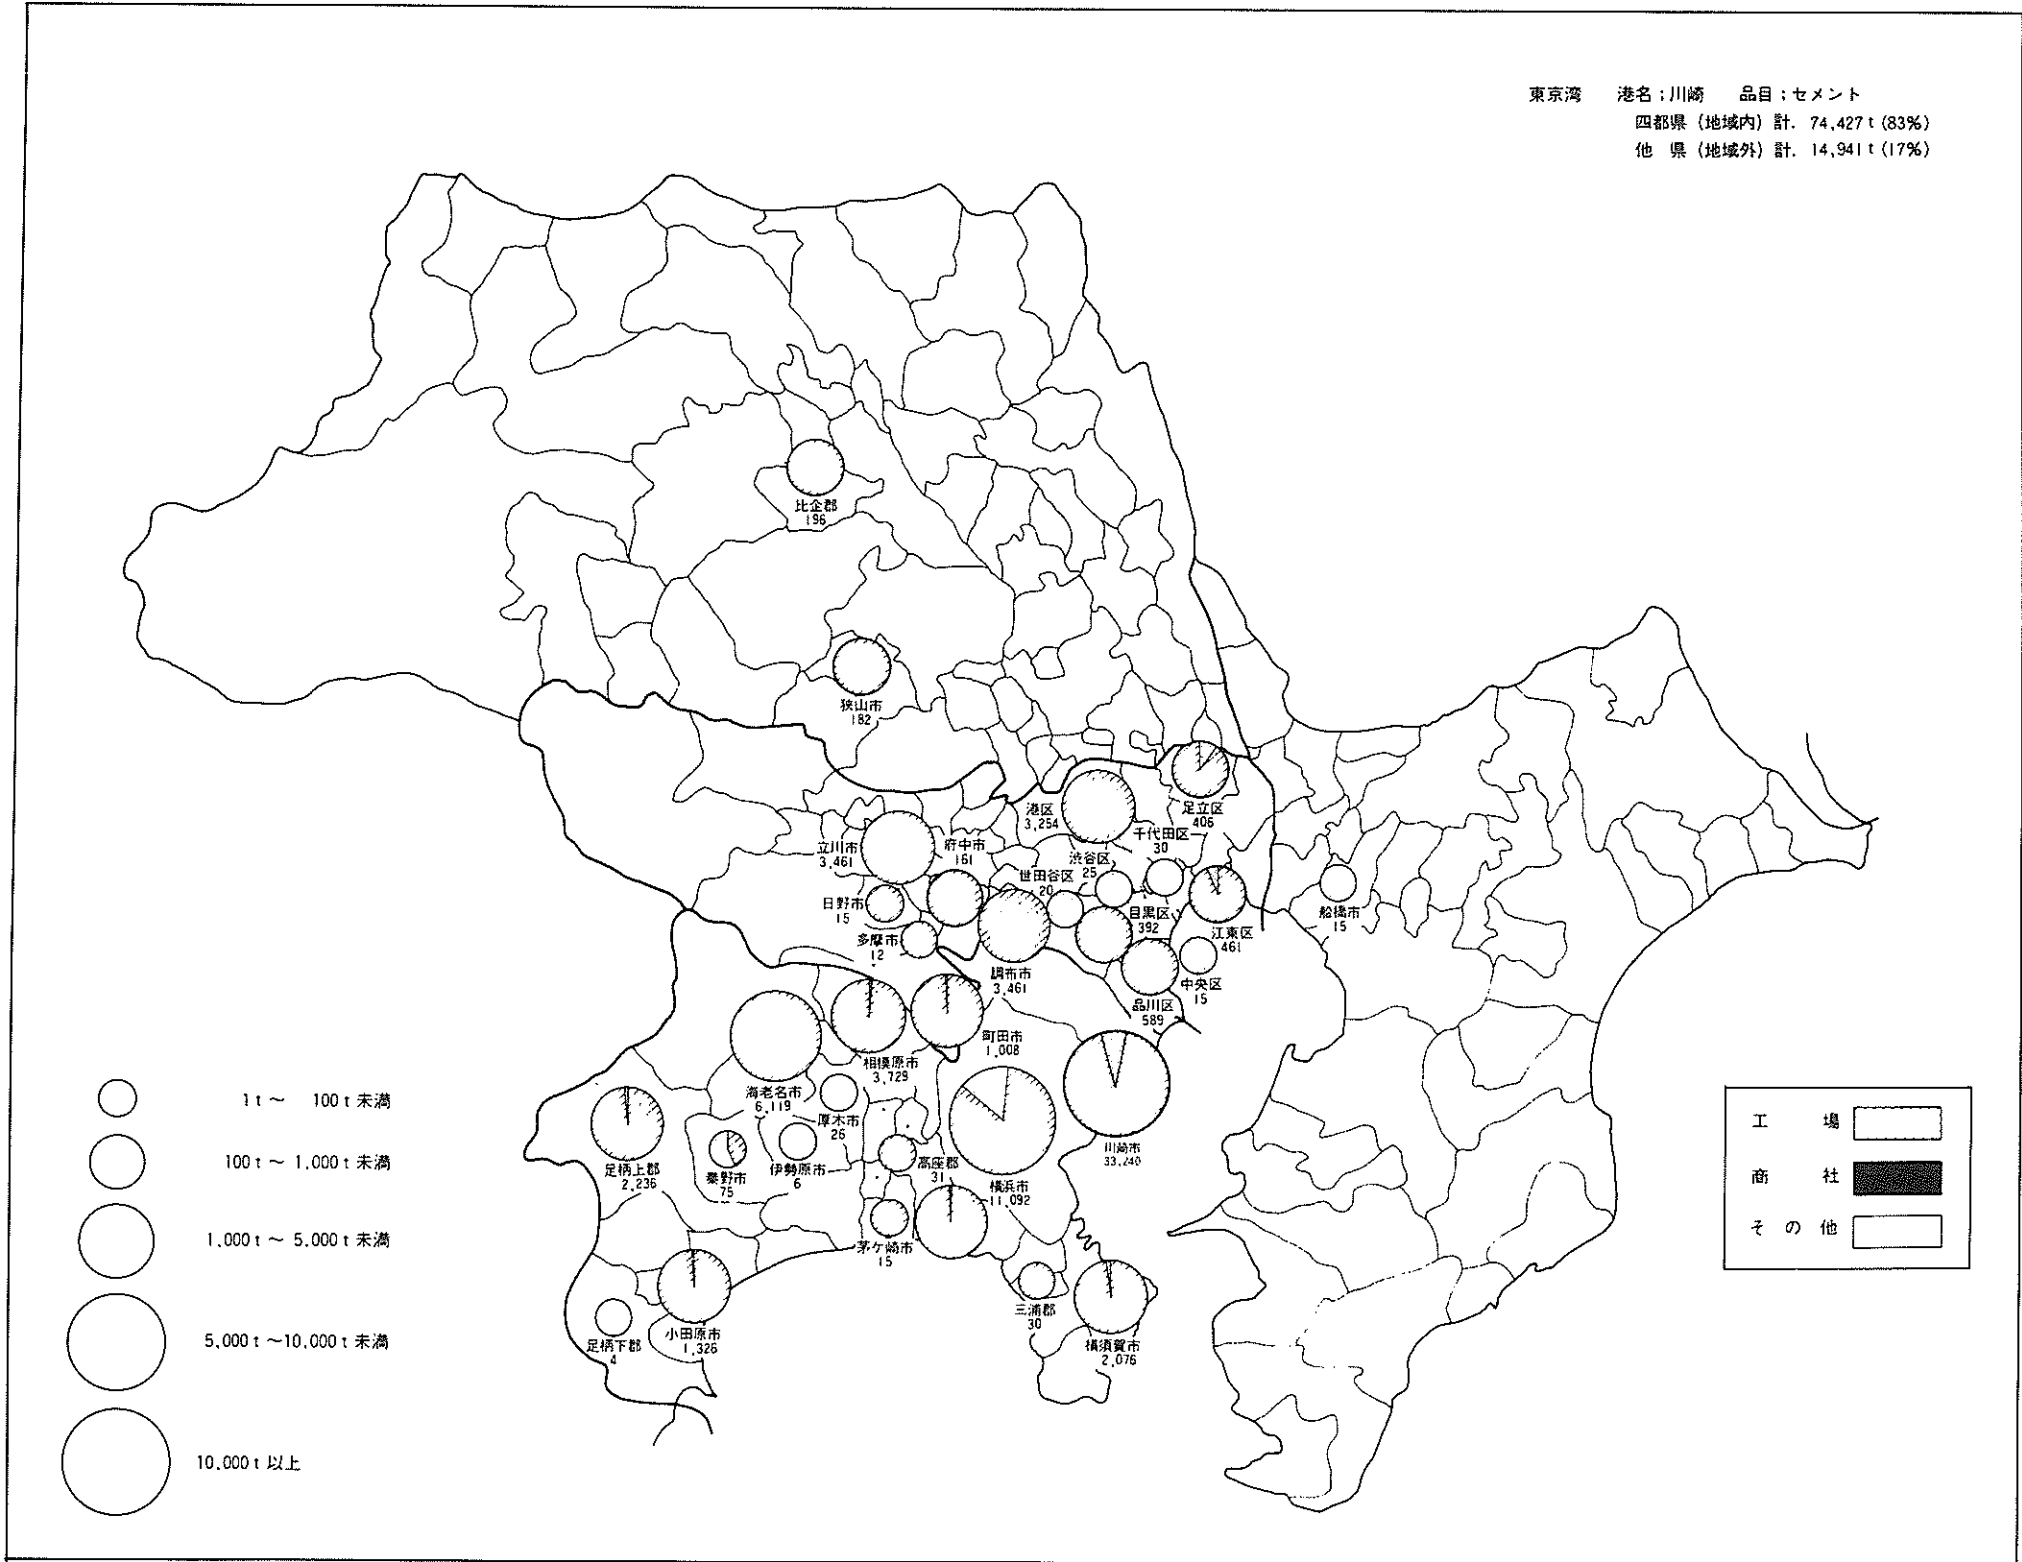 東京湾　港名；川崎　品目；セメント
四都県（地域内）計. 74,427t(83%)
他　県（地域外）計. 14,941t(17%)
比企郡
196
狭山市
182
足立区
406
港区
3,254
千代田区
30
立川市
3,461
府中市
161
渋谷区
25
世田谷区
20
日野市
15
目黒区
392
江東区
461
船橋市
15
多摩市
12
調布市
3,461
中央区
15
品川区
589
町田市
1,008
相模原市
3,729
海老名市
6,119
厚木市
26
川崎市
33,240
足柄上郡
2,236
秦野市
75
伊勢原市
6
高座郡
31
横浜市
11,092
茅ケ崎市
15
三浦郡
30
横須賀市
2,076
小田原市
1,326
足柄下郡
4
1t～　100t未満
100t～1,000t未満
1,000t～5,000t未満
5,000t～10,000t未満
10,000t以上
工　場
商　社
その他